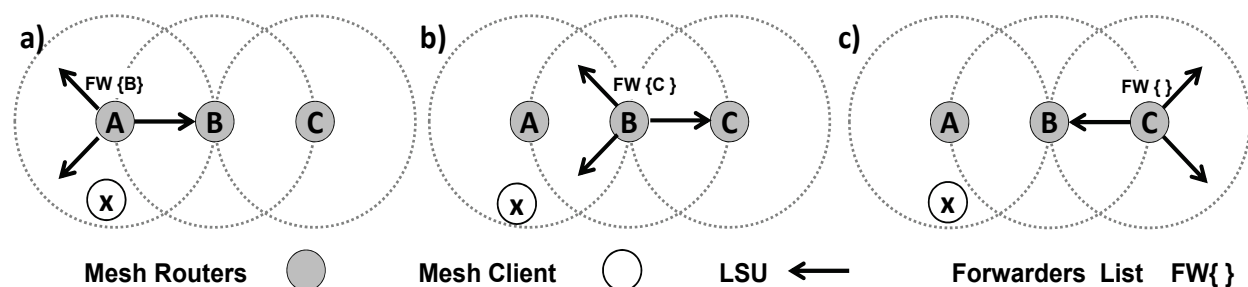 a)
FW {B}
A B C
x
b)
FW {C }
A B C
x
c)
FW { }
A B C
x
Mesh Routers Mesh Client LSU Forwarders List FW{ }